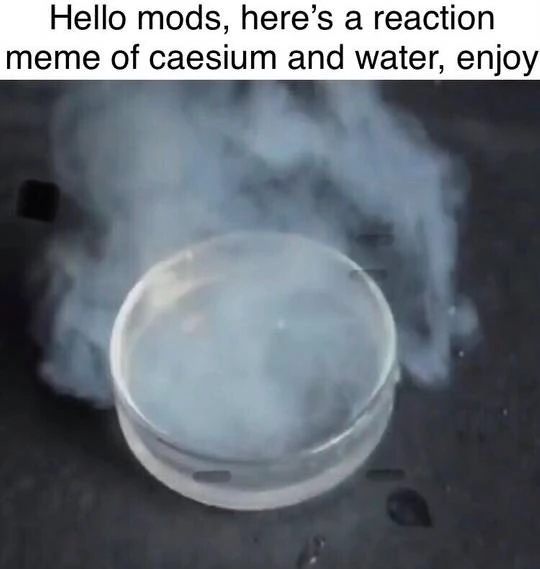 Hello mods, here’s a reaction
meme of caesium and water, enjoy